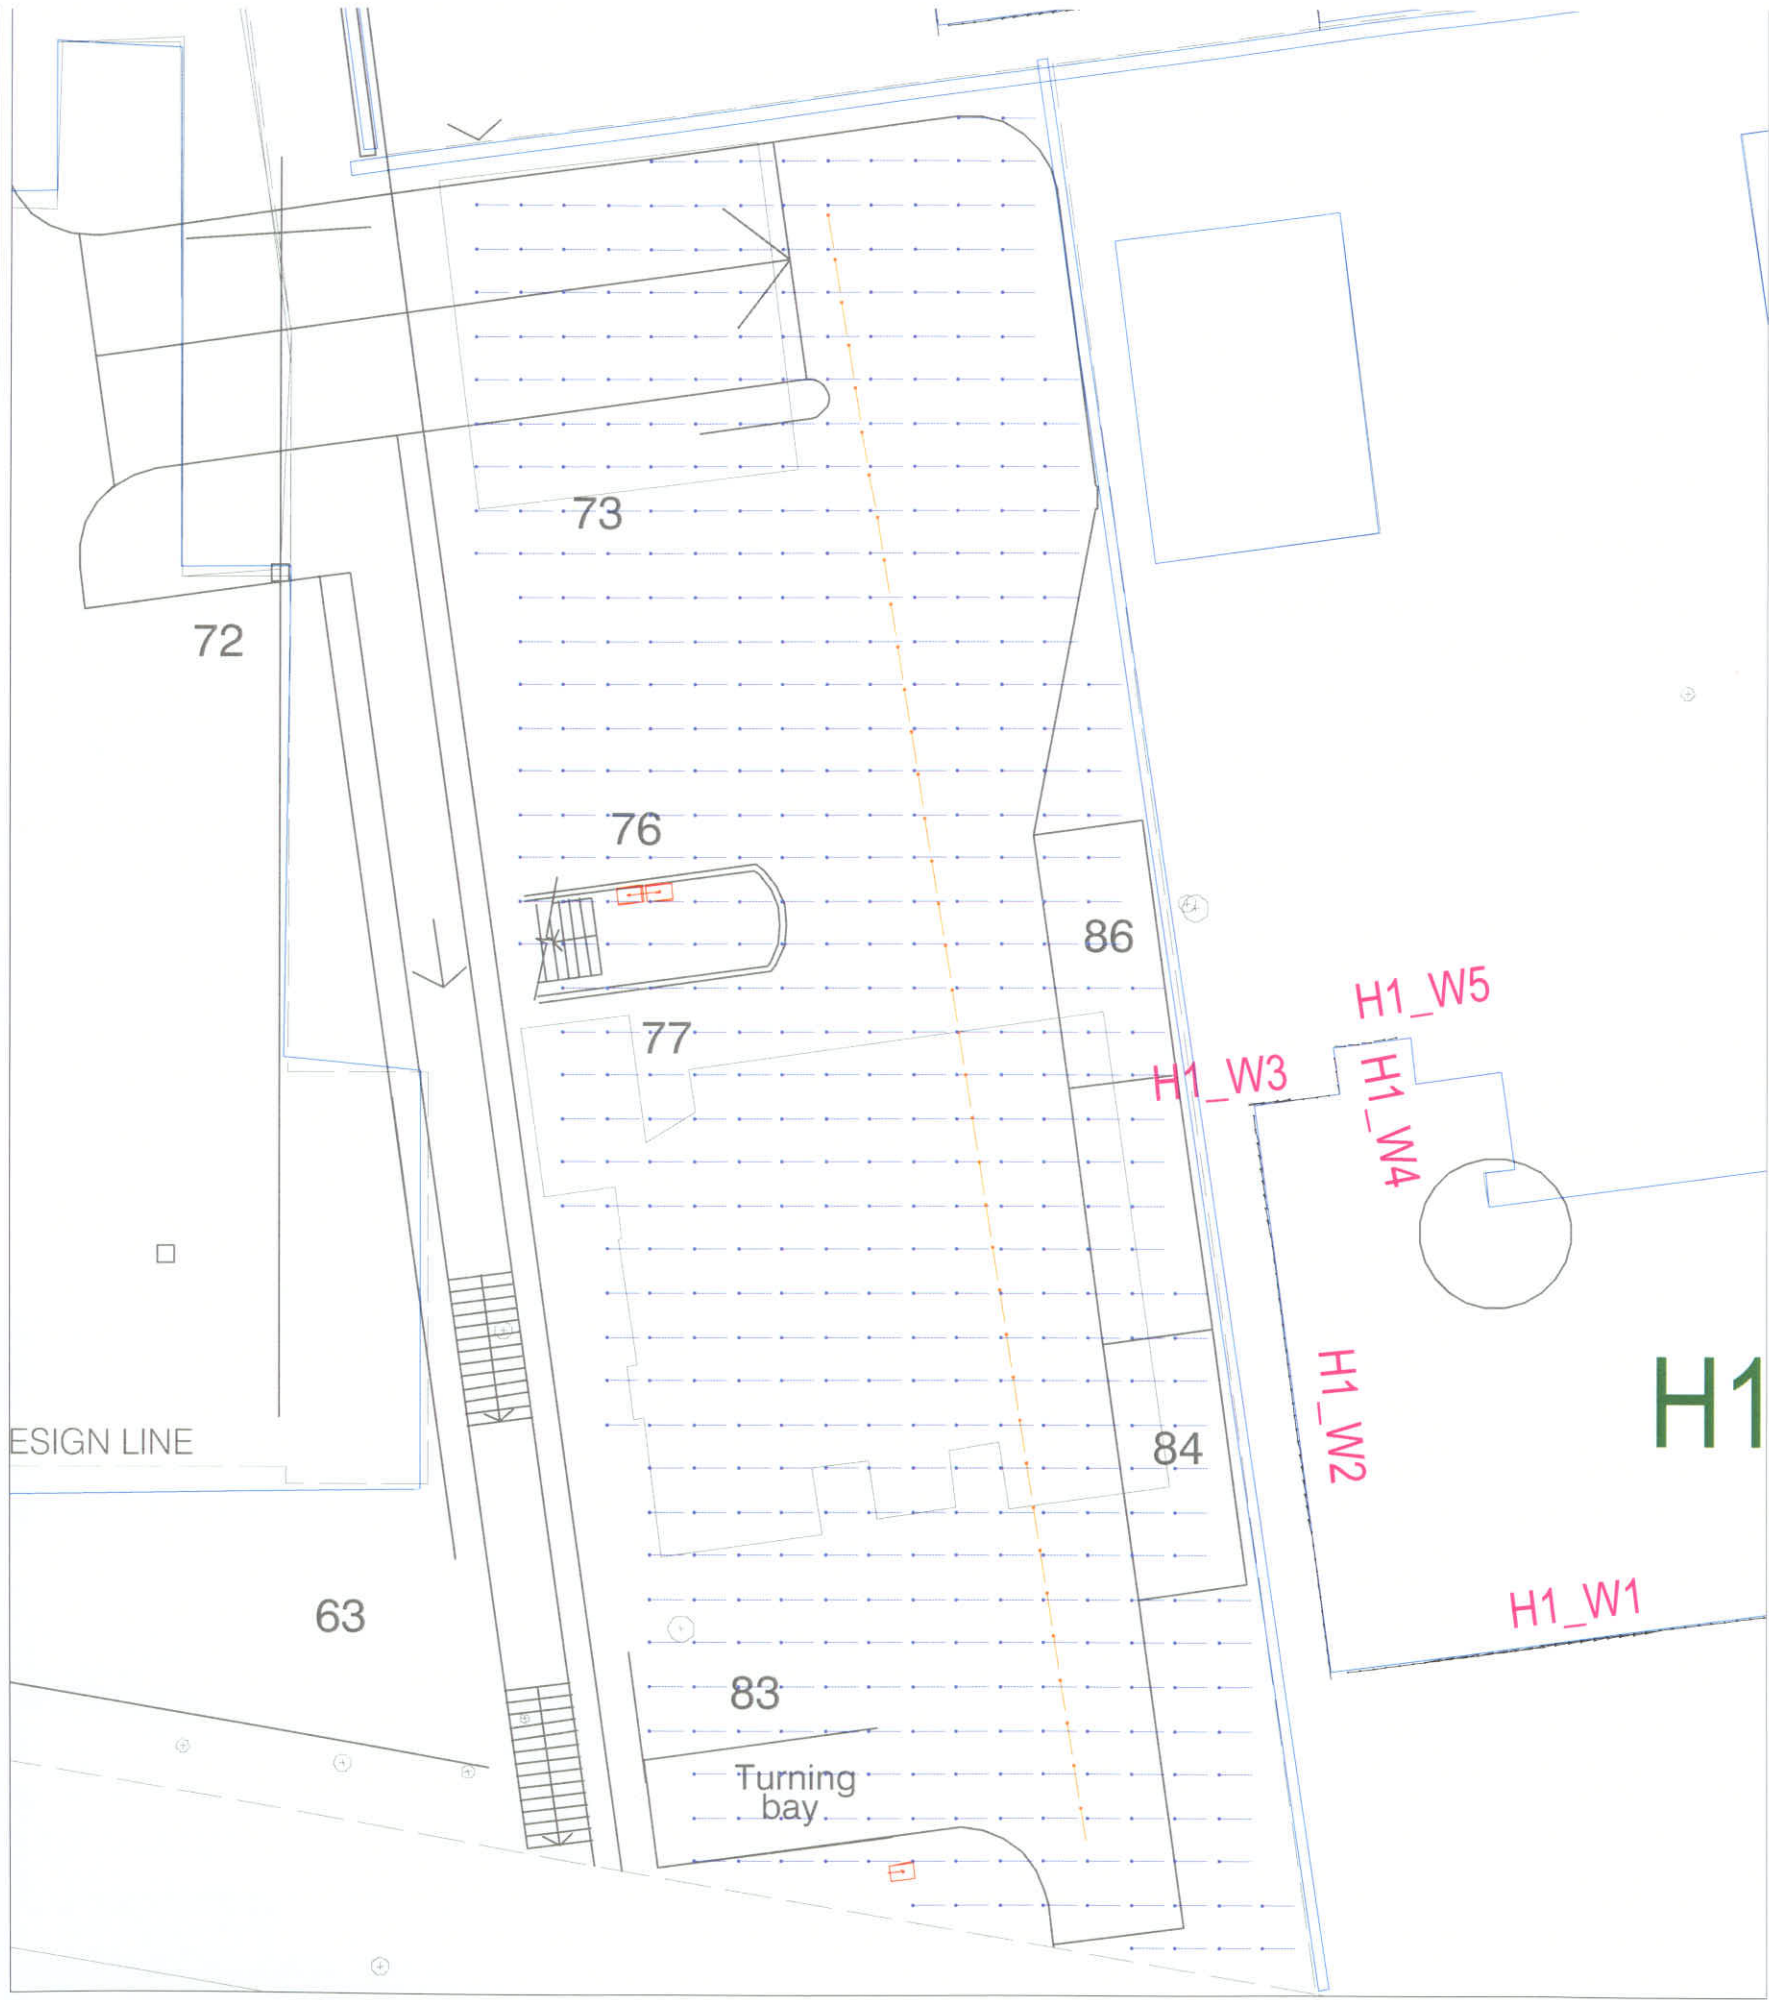 73
72
76
86
77
H1_W5
H1_W3
H1_W4
H1_W2
H1
ESIGN LINE
84
63
H1_W1
83
Turning
bay